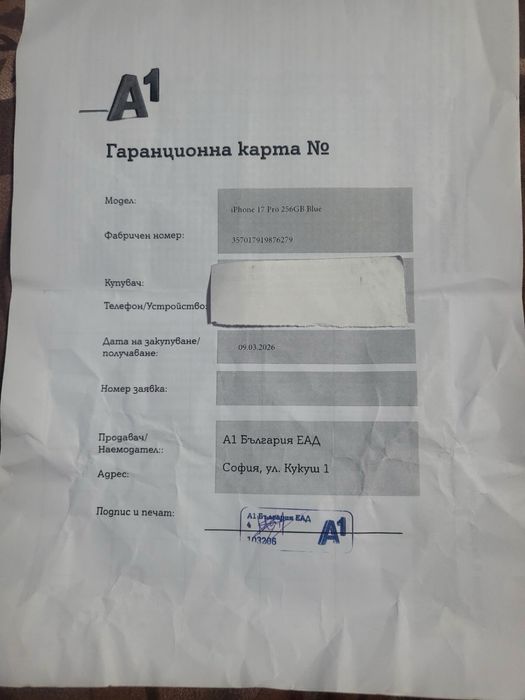 A1
Гаранционна карта №
Модел: iPhone 17 Pro 256GB Blue
Фабричен номер: 357017919876279
Купувач:
Телефон/Устройство:
Дата на закупуване/
получаване: 09.03.2026
Номер заявка:
Продавач/
Наемодател:: А1 България ЕАД
Адрес: София, ул. Кукуш 1
Подпис и печат:
А1 България ЕАД
103206
A1